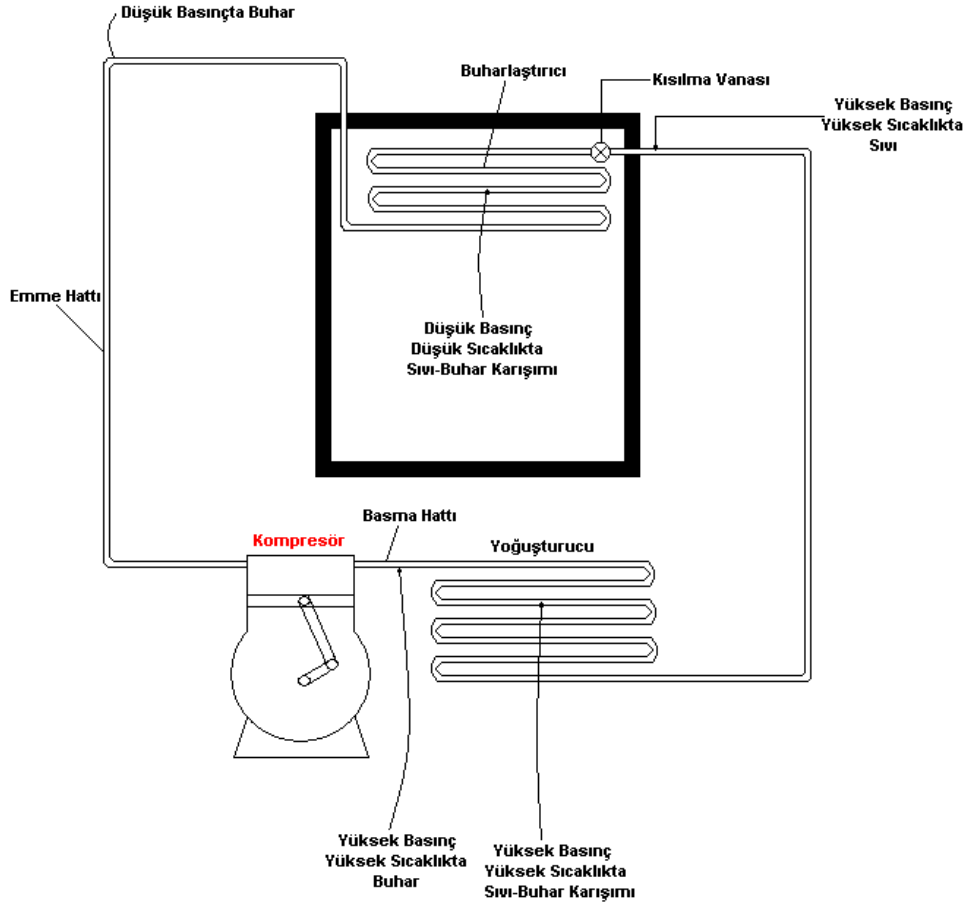 Düşük Basınçta Buhar
Buharlaştırıcı
Kısılma Vanası
Yüksek Basınç
Yüksek Sıcaklıkta
Sıvı
Emme Hattı
Düşük Basınç
Düşük Sıcaklıkta
Sıvı-Buhar Karışımı
Basma Hattı
Kompresör
Yoğuşturucu
Yüksek Basınç
Yüksek Sıcaklıkta
Buhar
Yüksek Basınç
Yüksek Sıcaklıkta
Sıvı-Buhar Karışımı